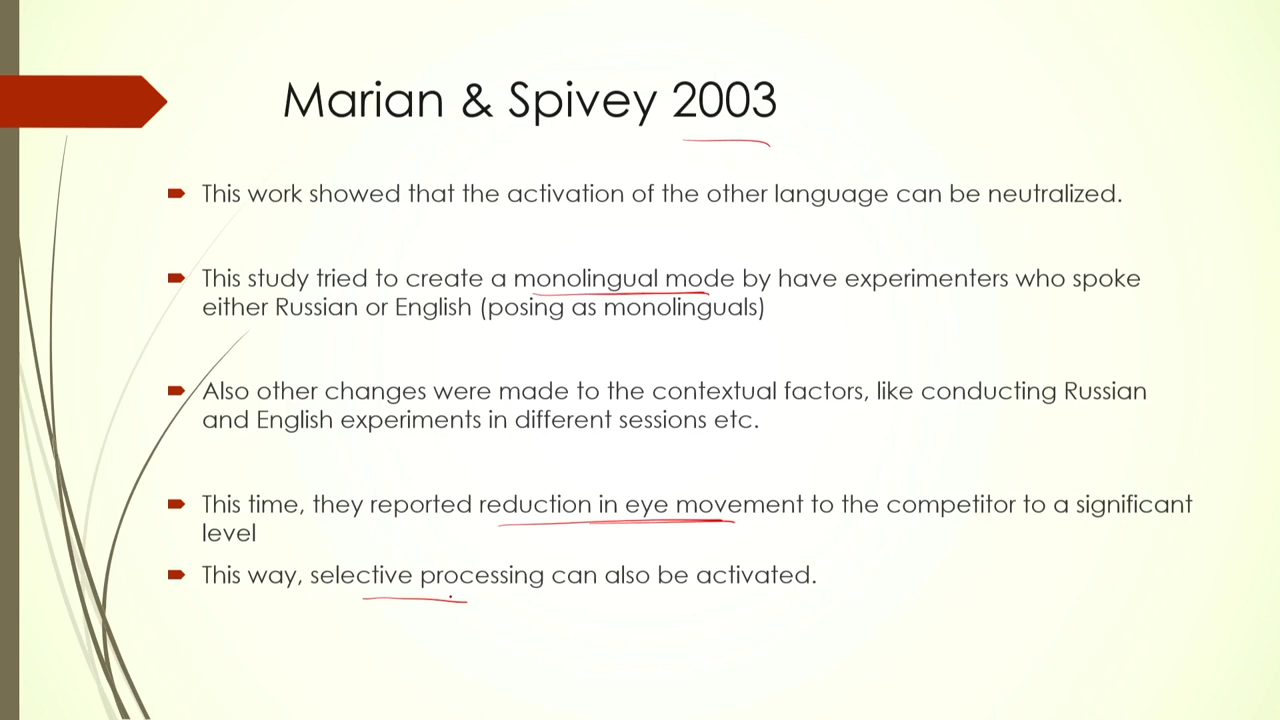 Marian & Spivey 2003
This work showed that the activation of the other language can be neutralized.
This study tried to create a monolingual mode by have experimenters who spoke
either Russian or English (posing as monolinguals)
Also other changes were made to the contextual factors, like conducting Russian
and English experiments in different sessions etc.
This time, they reported reduction in eye movement to the competitor to a significant
level
This way, selective processing can also be activated.